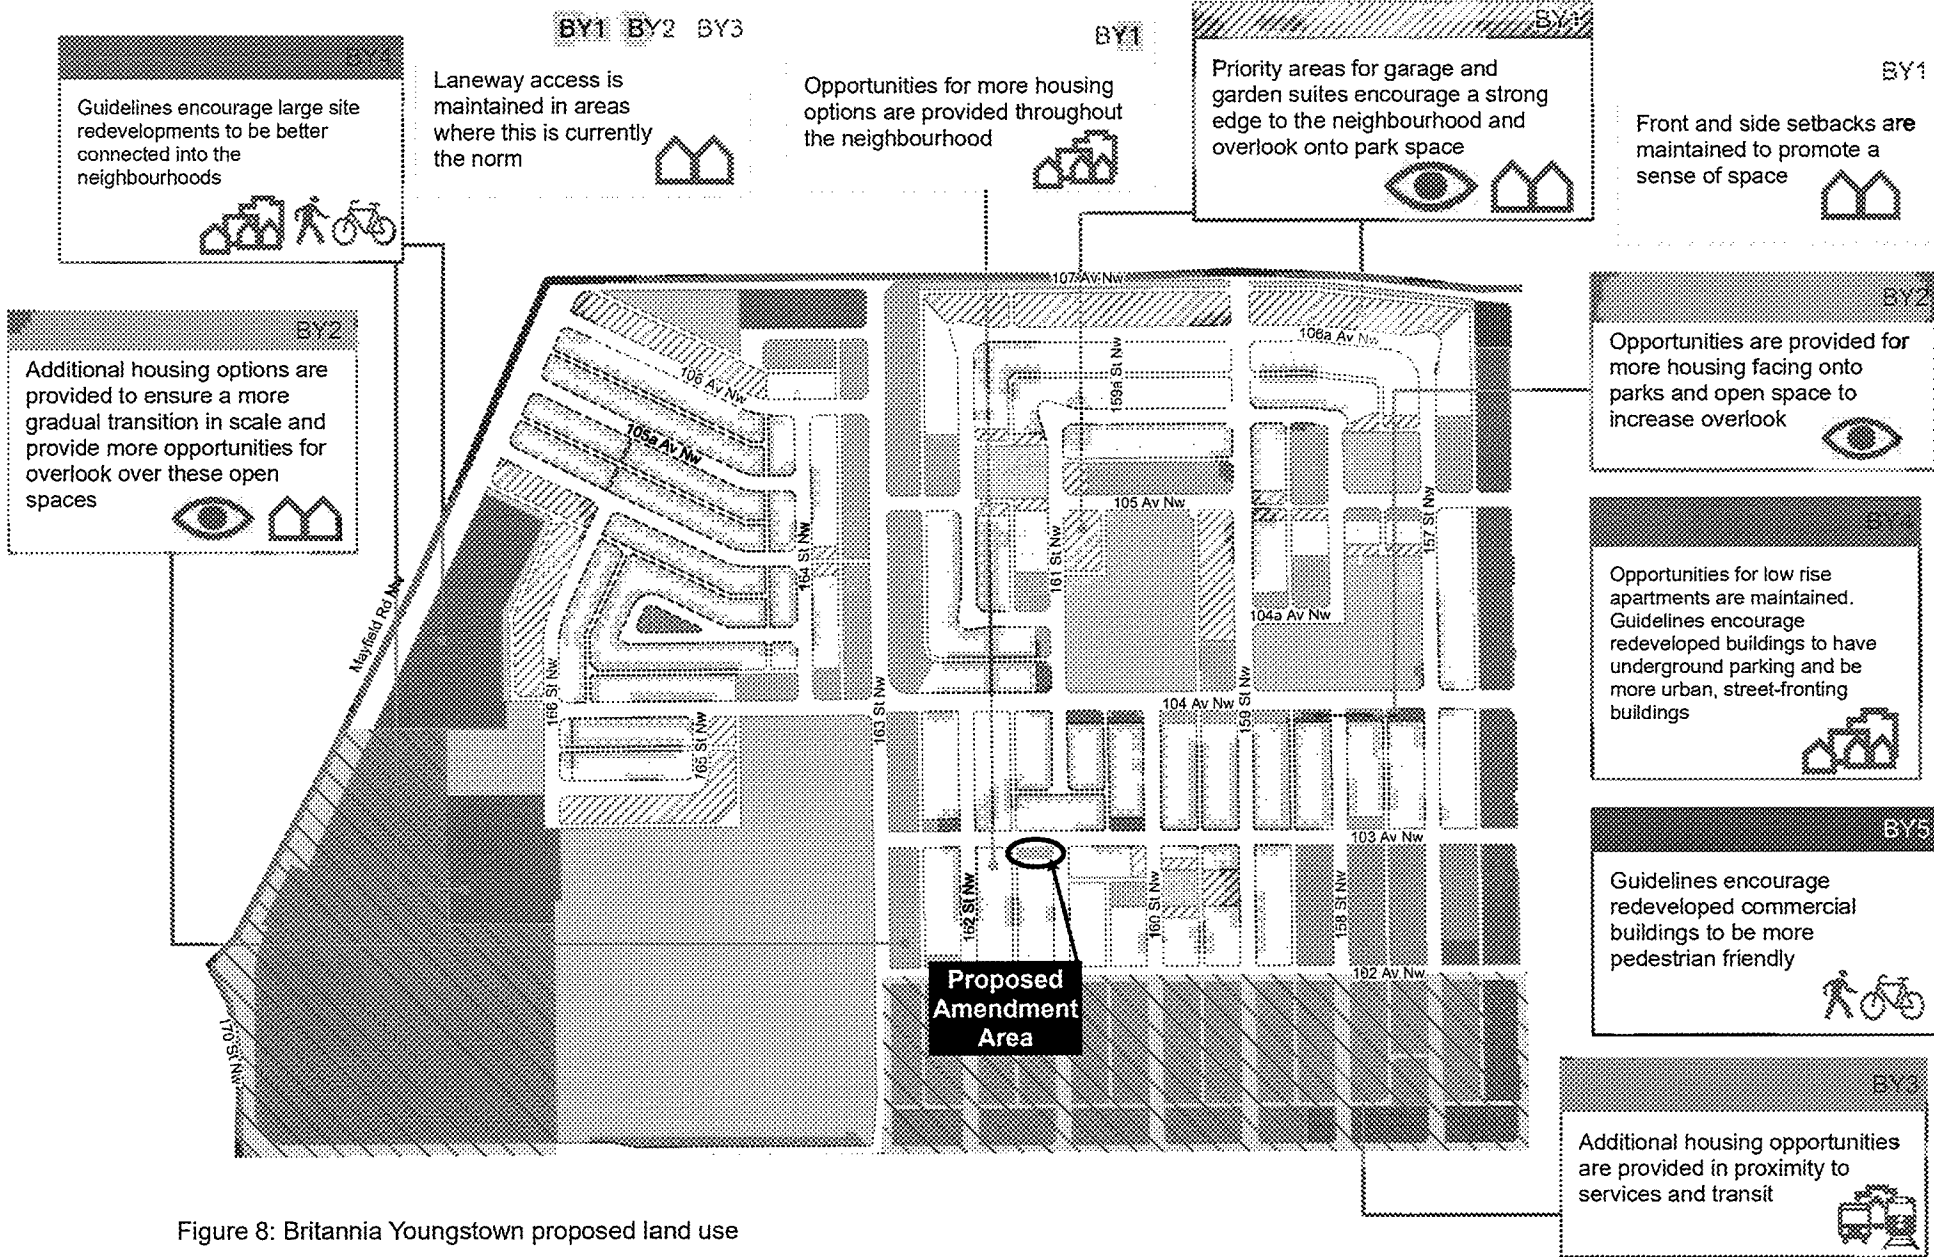 BY1 BY2 BY3
BY1
BY1
BY4
Laneway access is
maintained in areas
where this is currently
the norm
Opportunities for more housing
options are provided throughout
the neighbourhood
Priority areas for garage and
garden suites encourage a strong
edge to the neighbourhood and
overlook onto park space
BY1
Front and side setbacks are
maintained to promote a
sense of space
Guidelines encourage large site
redevelopments to be better
connected into the
neighbourhoods
BY2
Additional housing options are
provided to ensure a more
gradual transition in scale and
provide more opportunities for
overlook over these open
spaces
BY2
Opportunities are provided for
more housing facing onto
parks and open space to
increase overlook
BY4
Opportunities for low rise
apartments are maintained.
Guidelines encourage
redeveloped buildings to have
underground parking and be
more urban, street-fronting
buildings
BY5
Guidelines encourage
redeveloped commercial
buildings to be more
pedestrian friendly
BY3
Additional housing opportunities
are provided in proximity to
services and transit
107 Av Nw
106a Av Nw
159a St Nw
106 Av Nw
105a Av Nw
105 Av Nw
157 St Nw
164 St Nw
161 St Nw
104a Av Nw
Mayfield Rd Nw
166 St Nw
163 St Nw
104 Av Nw
159 St Nw
165 St Nw
103 Av Nw
162 St Nw
160 St Nw
158 St Nw
102 Av Nw
170 St Nw
Proposed
Amendment
Area
Figure 8: Britannia Youngstown proposed land use